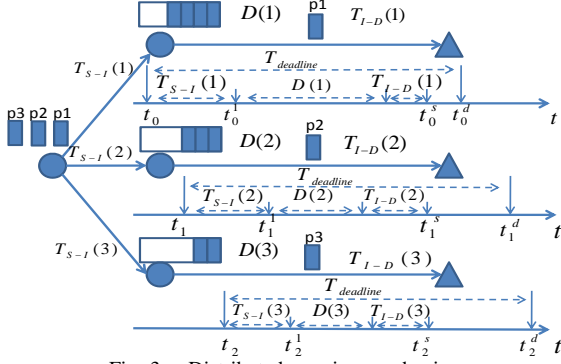 D(1) p1 T_{I-D}(1)
T_{S-I}(1) T_{deadline}
T_{S-I}(1) D(1) T_{I-D}(1)
p3 p2 p1 t_0 t_0^1 t_0^s t_0^d t
D(2) p2 T_{I-D}(2)
T_{S-I}(2) T_{deadline}
T_{S-I}(2) D(2) T_{I-D}(2)
t_1 t_1^1 t_1^s t_1^d t
T_{S-I}(3) D(3) p3 T_{I-D}(3)
T_{deadline}
T_{S-I}(3) D(3) T_{I-D}(3)
t_2 t_2^1 t_2^s t_2^d t